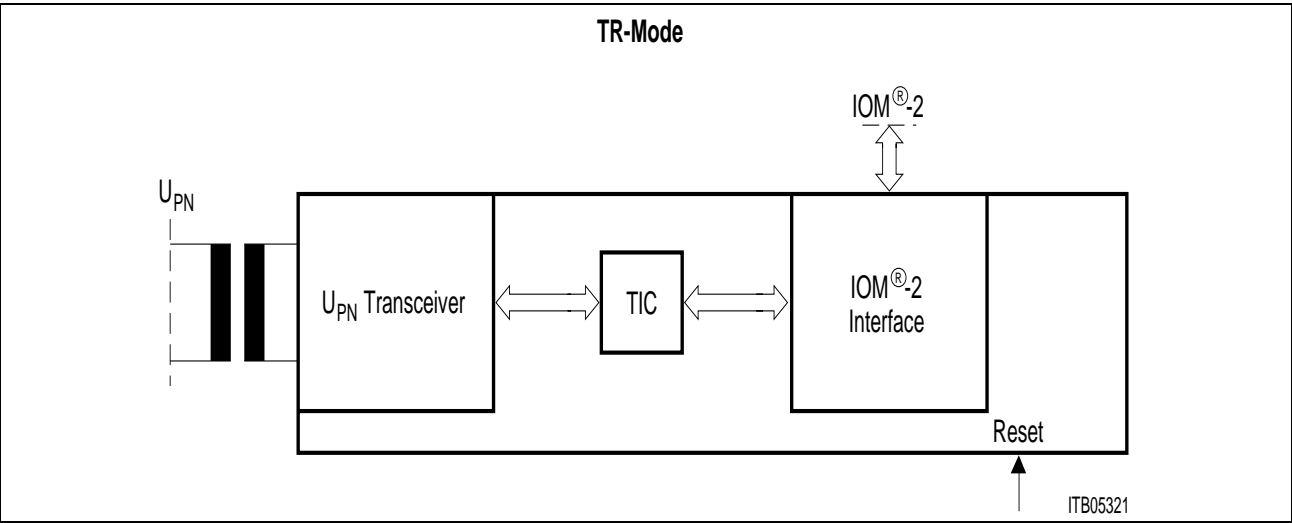 TR-Mode
IOM®-2
UPN
UPN Transceiver
TIC
IOM®-2
Interface
Reset
ITB05321